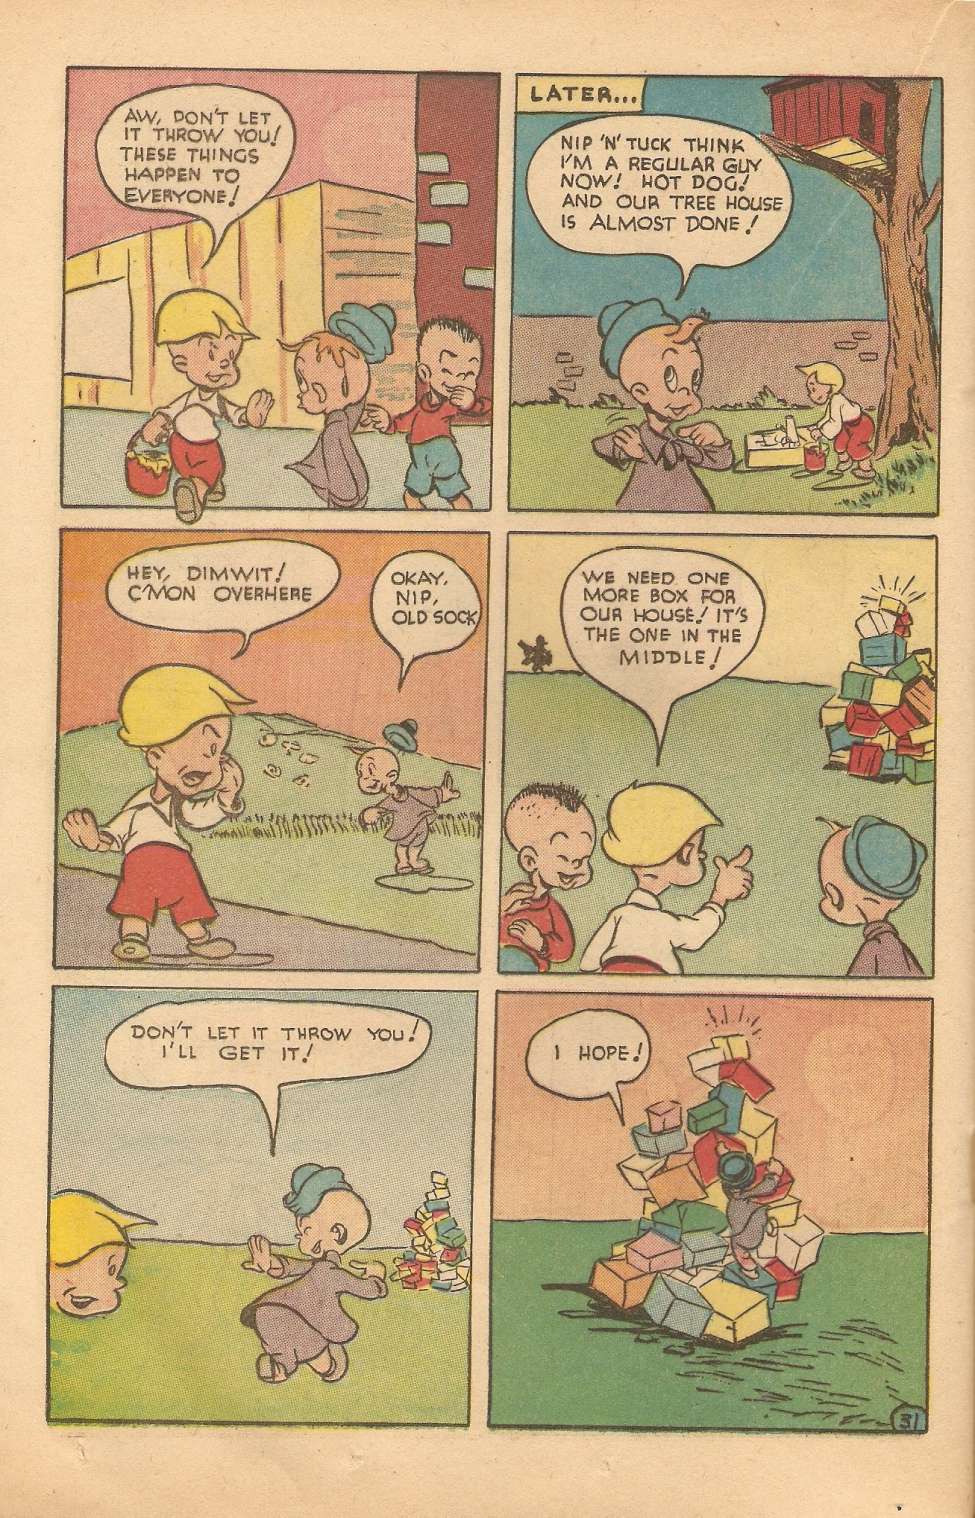 AW, DON'T LET
IT THROW YOU!
THESE THINGS
HAPPEN TO
EVERYONE!
LATER...
NIP 'N' TUCK THINK
I'M A REGULAR GUY
NOW! HOT DOG!
AND OUR TREE HOUSE
IS ALMOST DONE!
HEY, DIMWIT!
C'MON OVERHERE
OKAY,
NIP,
OLD SOCK
WE NEED ONE
MORE BOX FOR
OUR HOUSE! IT'S
THE ONE IN THE
MIDDLE!
DON'T LET IT THROW YOU!
I'LL GET IT!
I HOPE!
31